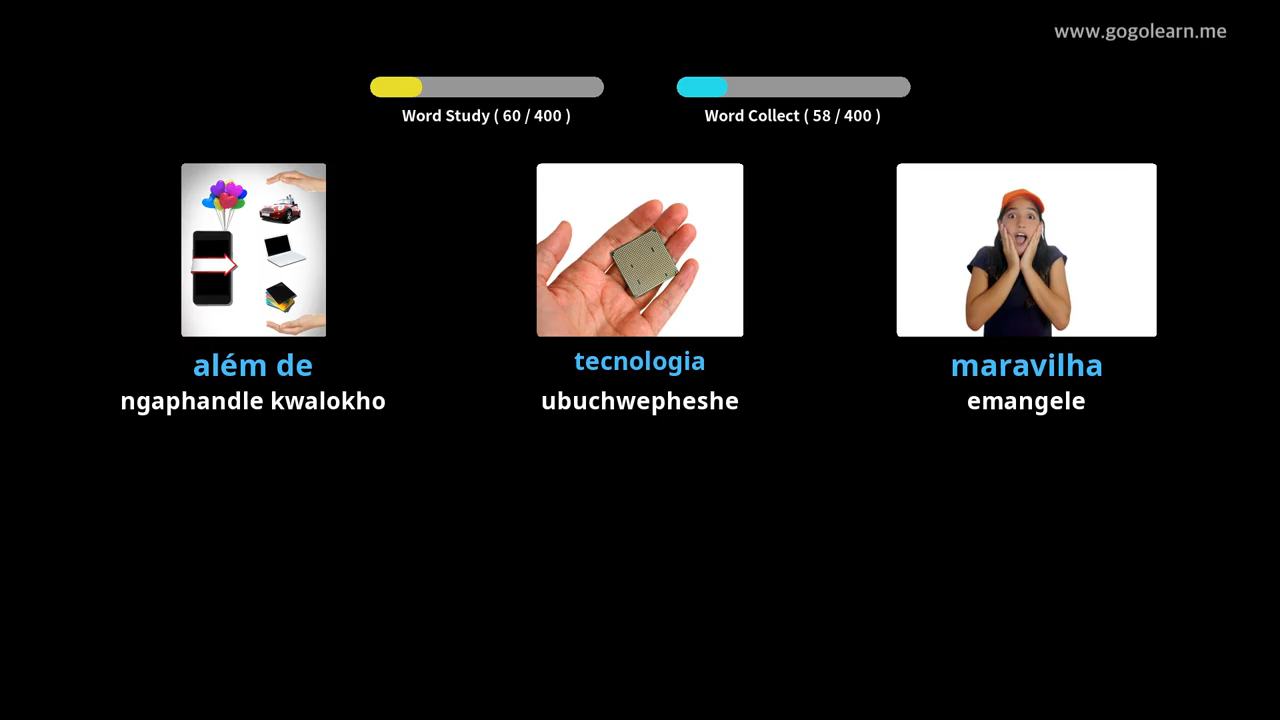 www.gogolearn.me
Word Study ( 60 / 400 )
Word Collect ( 58 / 400 )
além de
ngaphandle kwalokho
tecnologia
ubuchwepheshe
maravilha
emangele